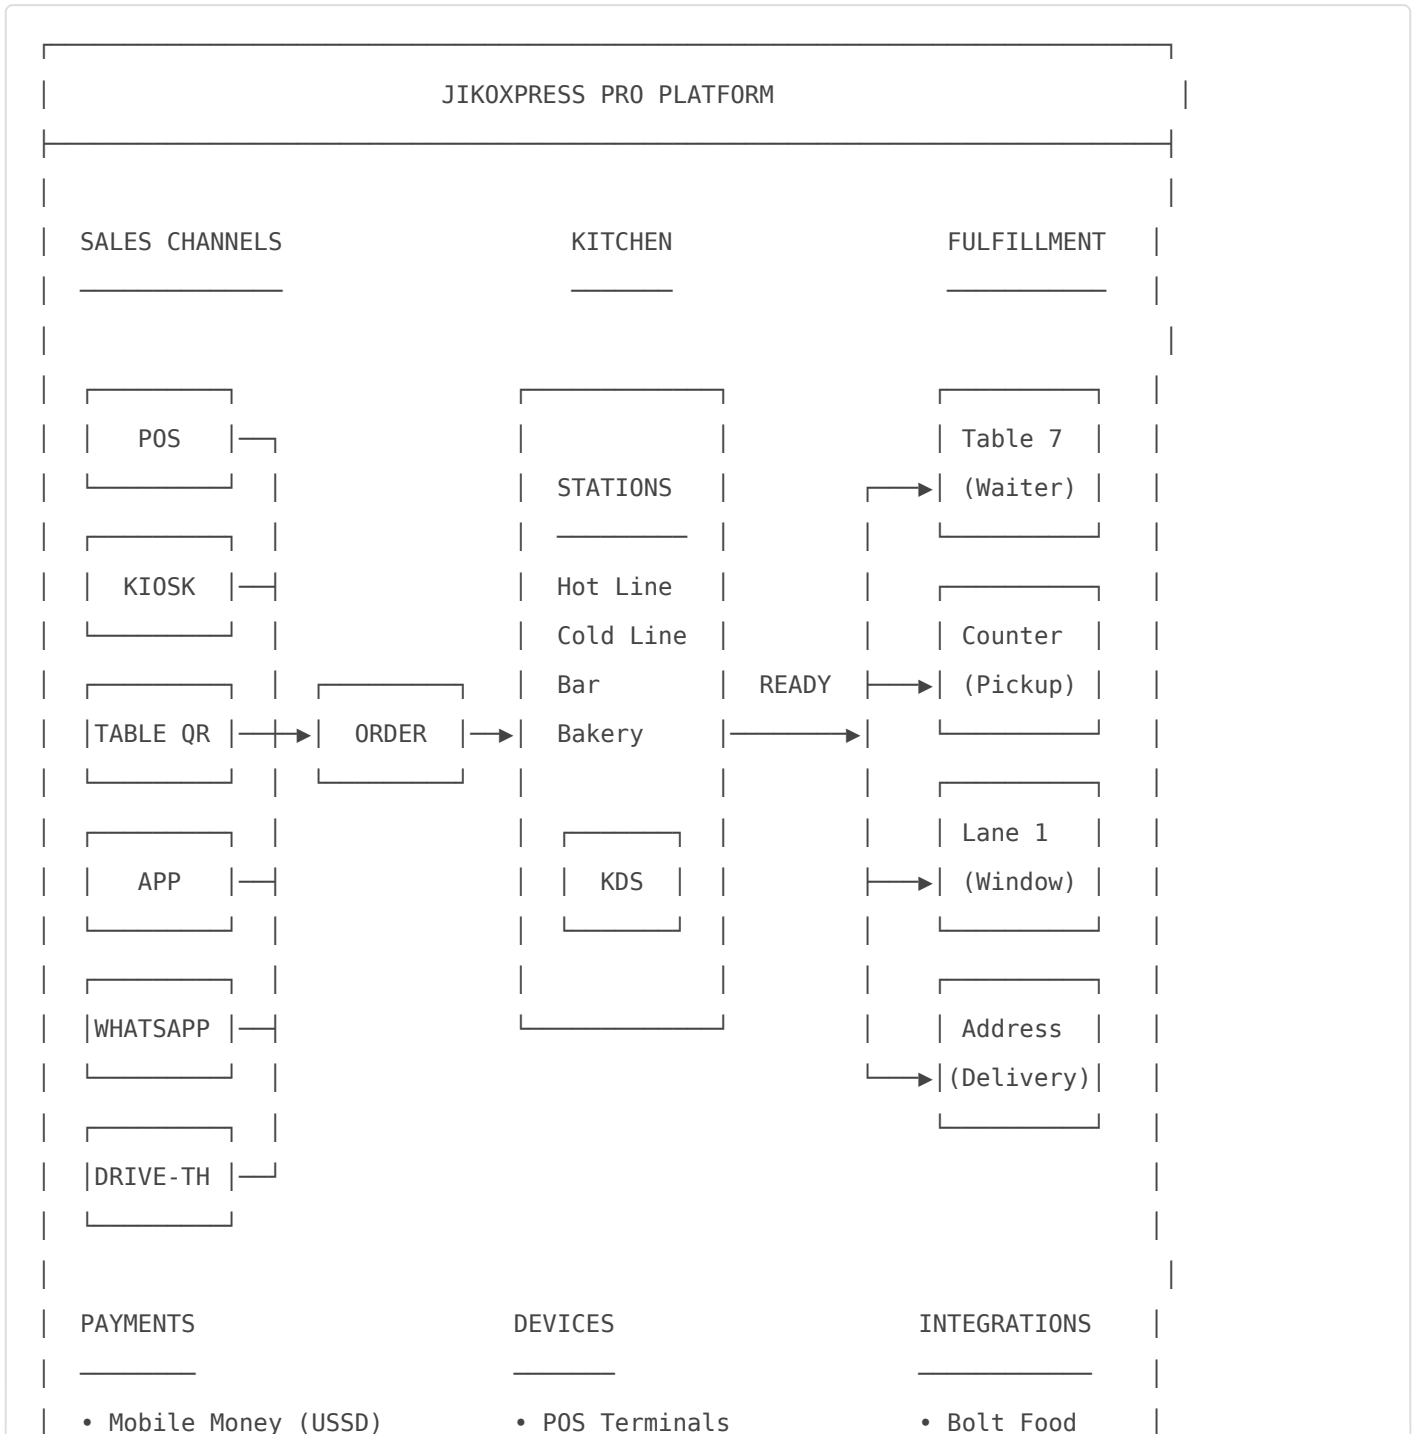 JIKOXPRESS PRO PLATFORM
SALES CHANNELS KITCHEN FULFILLMENT
POS Table 7
STATIONS (Waiter)
KIOSK Hot Line
Cold Line Counter
Bar READY (Pickup)
TABLE QR ORDER Bakery
Lane 1
APP KDS (Window)
WHATSAPP Address
(Delivery)
DRIVE-TH
PAYMENTS DEVICES INTEGRATIONS
• Mobile Money (USSD) • POS Terminals • Bolt Food